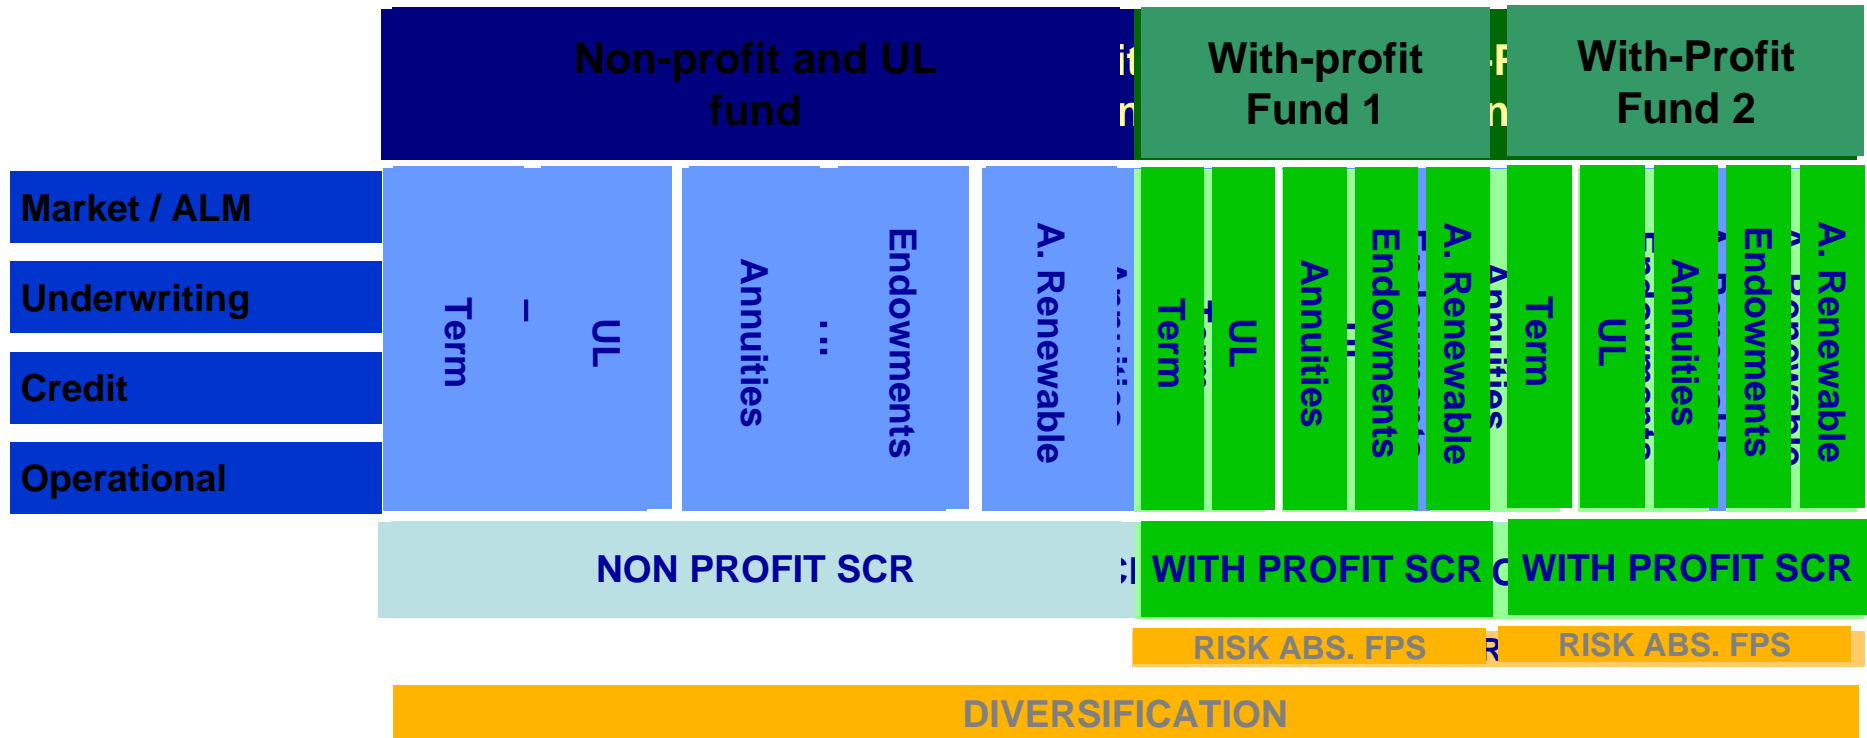 Non-profit and UL
fund
With-profit
Fund 1
With-Profit
Fund 2
Market / ALM
Underwriting
Credit
Operational
Term
UL
Annuities
...
Endowments
A. Renewable
Term
UL
Annuities
Endowments
A. Renewable
Term
UL
Annuities
Endowments
A. Renewable
NON PROFIT SCR
WITH PROFIT SCR
WITH PROFIT SCR
RISK ABS. FPS
RISK ABS. FPS
DIVERSIFICATION